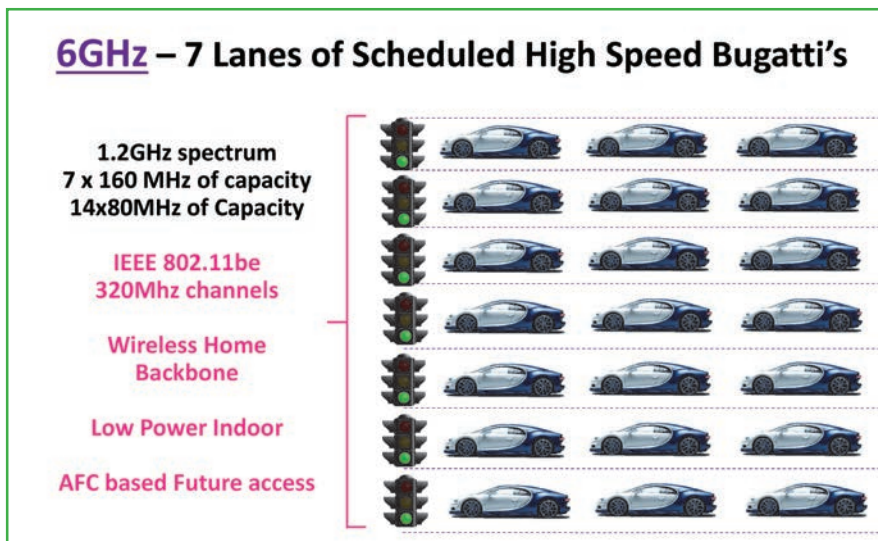 6GHz – 7 Lanes of Scheduled High Speed Bugatti's
1.2GHz spectrum
7 x 160 MHz of capacity
14x80MHz of Capacity
IEEE 802.11be
320Mhz channels
Wireless Home
Backbone
Low Power Indoor
AFC based Future access